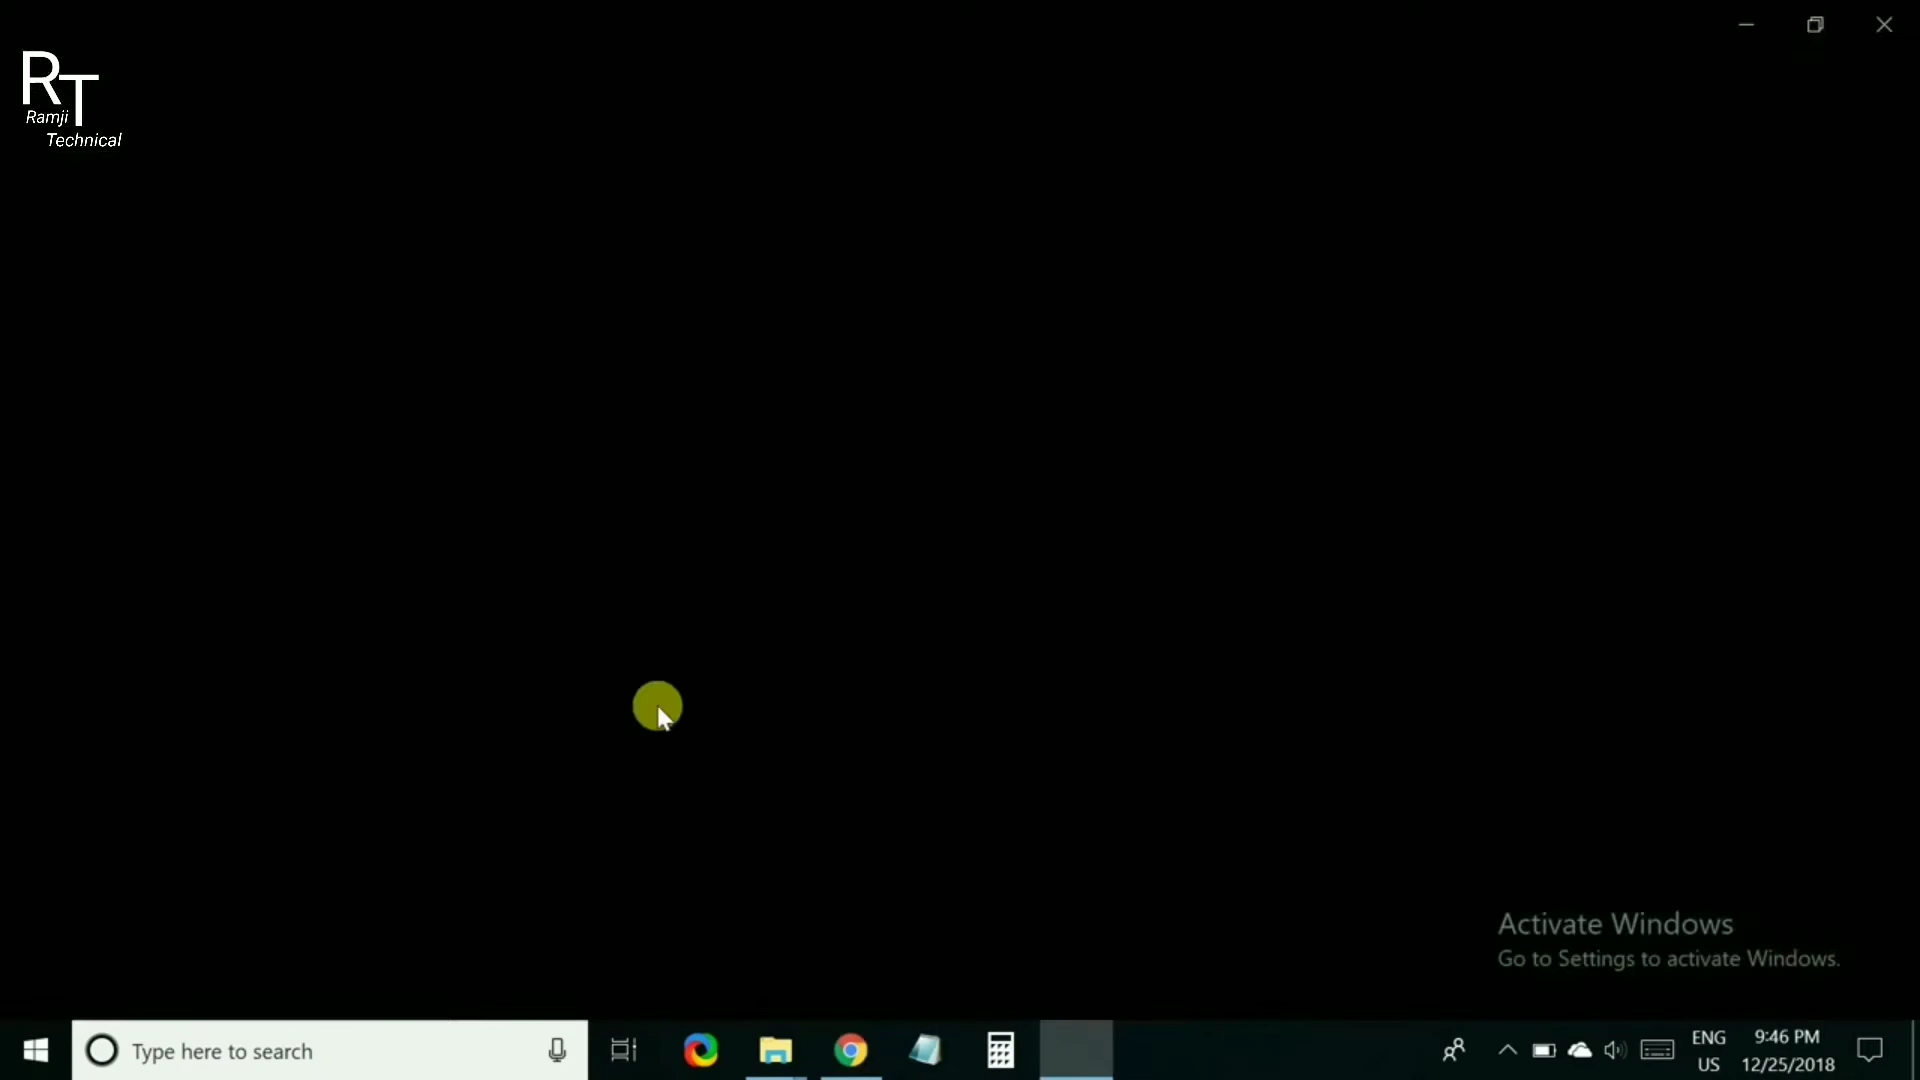 RT
Ramji
Technical
Activate Windows
Go to Settings to activate Windows.
Type here to search
ENG
US
9:46 PM
12/25/2018